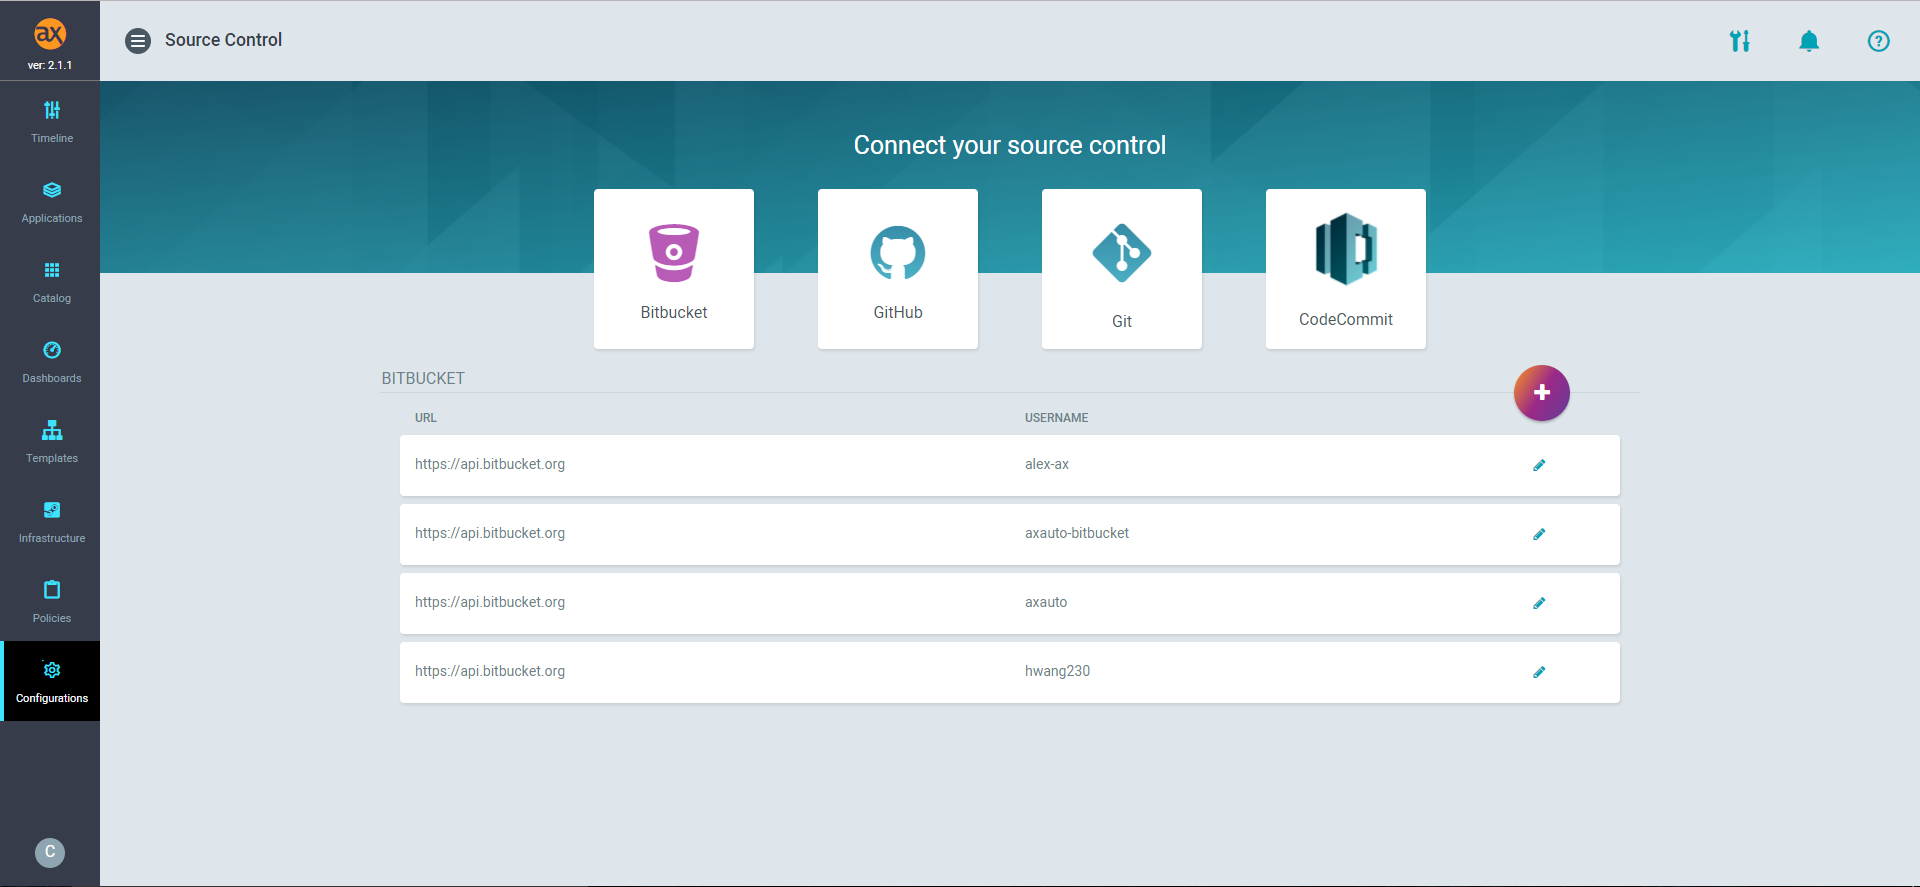 ax
ver: 2.1.1
Source Control
Timeline
Applications
Catalog
Dashboards
Templates
Infrastructure
Policies
Configurations
C
Connect your source control
Bitbucket
GitHub
Git
CodeCommit
BITBUCKET
URL USERNAME
https://api.bitbucket.org alex-ax
https://api.bitbucket.org axauto-bitbucket
https://api.bitbucket.org axauto
https://api.bitbucket.org hwang230